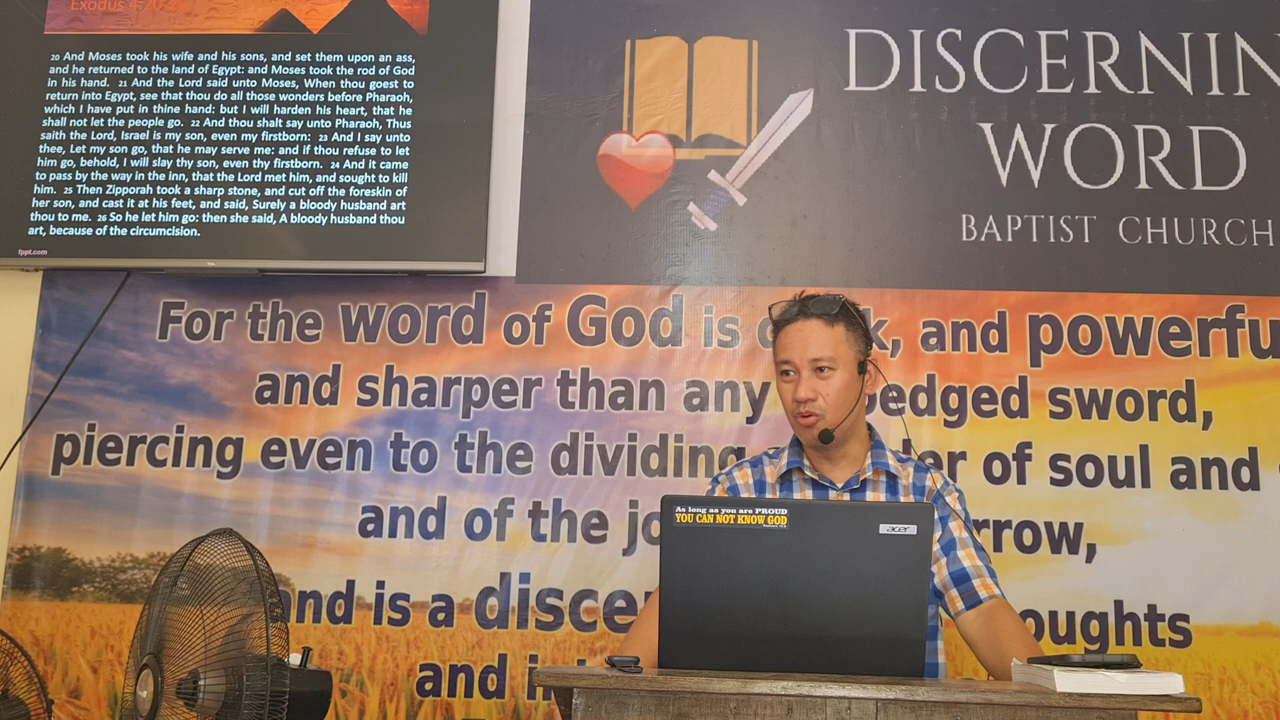 Exodus 4:20-26
20 And Moses took his wife and his sons, and set them upon an ass,
and he returned to the land of Egypt: and Moses took the rod of God
in his hand. 21 And the Lord said unto Moses, When thou goest to
return into Egypt, see that thou do all those wonders before Pharaoh,
which I have put in thine hand: but I will harden his heart, that he
shall not let the people go. 22 And thou shalt say unto Pharaoh, Thus
saith the Lord, Israel is my son, even my firstborn: 23 And I say unto
thee, Let my son go, that he may serve me: and if thou refuse to let
him go, behold, I will slay thy son, even thy firstborn. 24 And it came
to pass by the way in the inn, that the Lord met him, and sought to kill
him. 25 Then Zipporah took a sharp stone, and cut off the foreskin of
her son, and cast it at his feet, and said, Surely a bloody husband art
thou to me. 26 So he let him go: then she said, A bloody husband thou
art, because of the circumcision.
fppt.com
TCL
DISCERNIN
WORD
BAPTIST CHURCH
For the word of God is k, and powerfu
and sharper than any edged sword,
piercing even to the dividing er of soul and
and of the jo rrow,
and is a discer oughts
and in
As long as you are PROUD
YOU CAN NOT KNOW GOD
acer